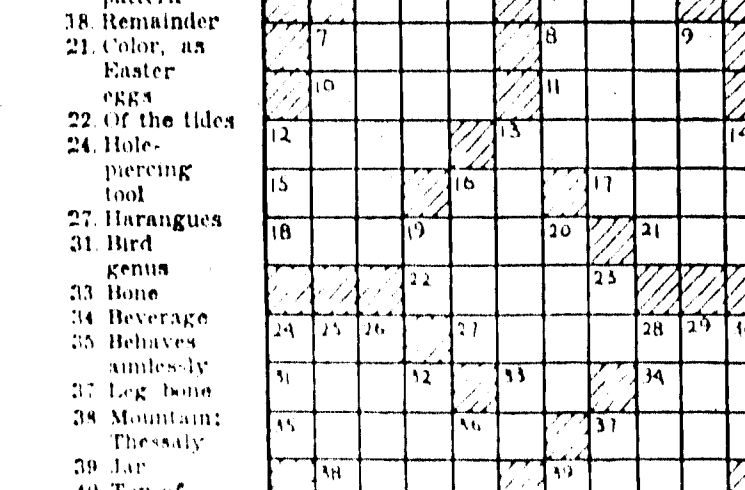 pattern
38. Remainder
21. Color, as
Easter
eggs
22. Of the tides
24. Hole-
piercing
tool
27. Harangues
31. Bird
genus
33 Bone
34 Beverage
35 Behaves
aimlessly
37 Leg bone
38 Mountain:
Thessaly
39 Jar
7 8 9
10 11
12 13 14
15 16 17
18 19 20 21
22 23
24 25 26 27 28 29
31 32 33 34
35 36 37
38 39